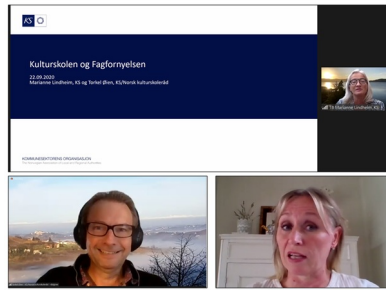 KS
Kulturskolen og Fagfornyelsen
22.09.2020
Marianne Lindheim, KS og Torkel Øien, KS/Norsk kulturskoleråd
KOMMUNESEKTORENS ORGANISASJON